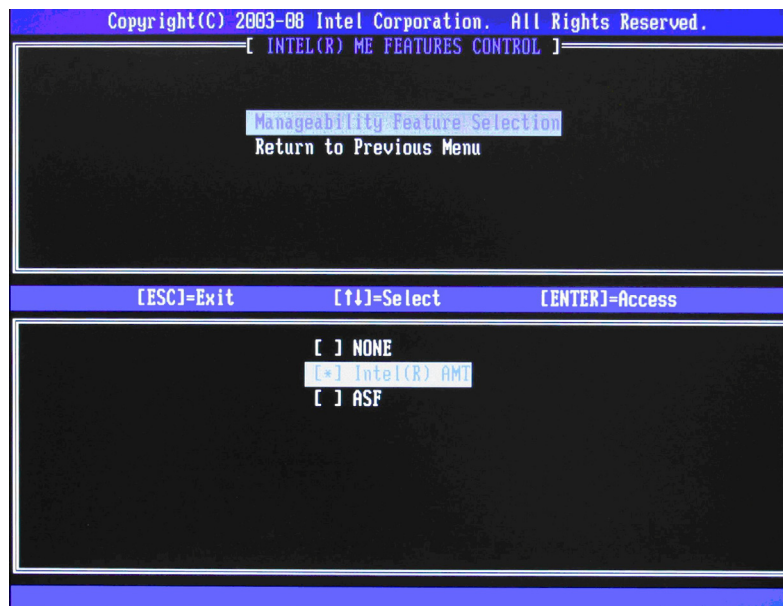 Copyright(C) 2003-08 Intel Corporation. All Rights Reserved.
[ INTEL(R) ME FEATURES CONTROL ]
Manageability Feature Selection
Return to Previous Menu
[ESC]=Exit [↑↓]=Select [ENTER]=Access
[ ] NONE
[*] Intel(R) AMT
[ ] ASF